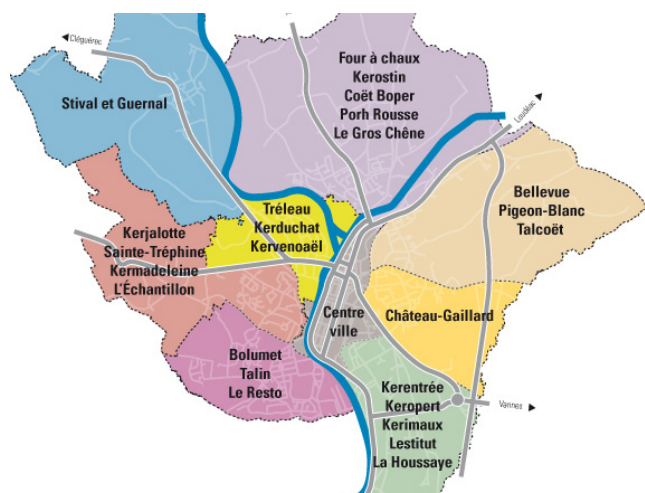 Cléguérec
Stival et Guernal
Four à chaux
Kerostin
Coët Boper
Porh Rousse
Le Gros Chêne
Loudéac
Bellevue
Pigeon-Blanc
Talcoët
Tréleau
Kerduchat
Kervenoaël
Kerjalotte
Sainte-Tréphine
Kermadeleine
L'Échantillon
Centre
ville
Château-Gaillard
Bolumet
Talin
Le Resto
Kerentrée
Keropert
Kerimaux
Lestitut
La Houssaye
Vannes